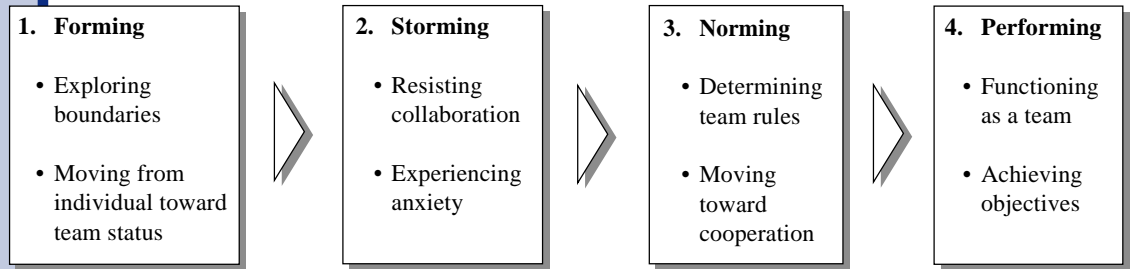 1. Forming
• Exploring
boundaries
• Moving from
individual toward
team status
2. Storming
• Resisting
collaboration
• Experiencing
anxiety
3. Norming
• Determining
team rules
• Moving
toward
cooperation
4. Performing
• Functioning
as a team
• Achieving
objectives